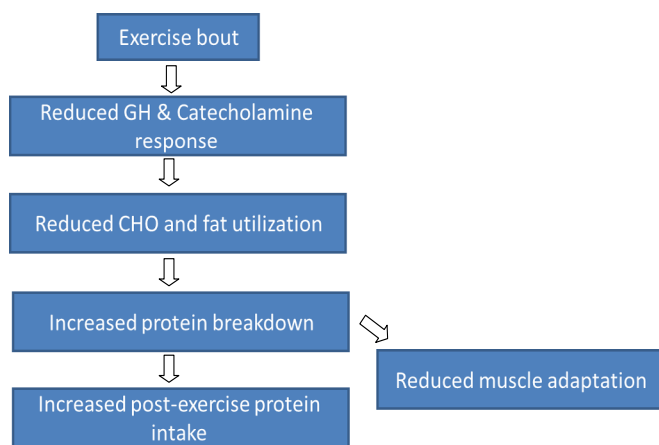 Exercise bout
Reduced GH & Catecholamine
response
Reduced CHO and fat utilization
Increased protein breakdown
Reduced muscle adaptation
Increased post-exercise protein
intake